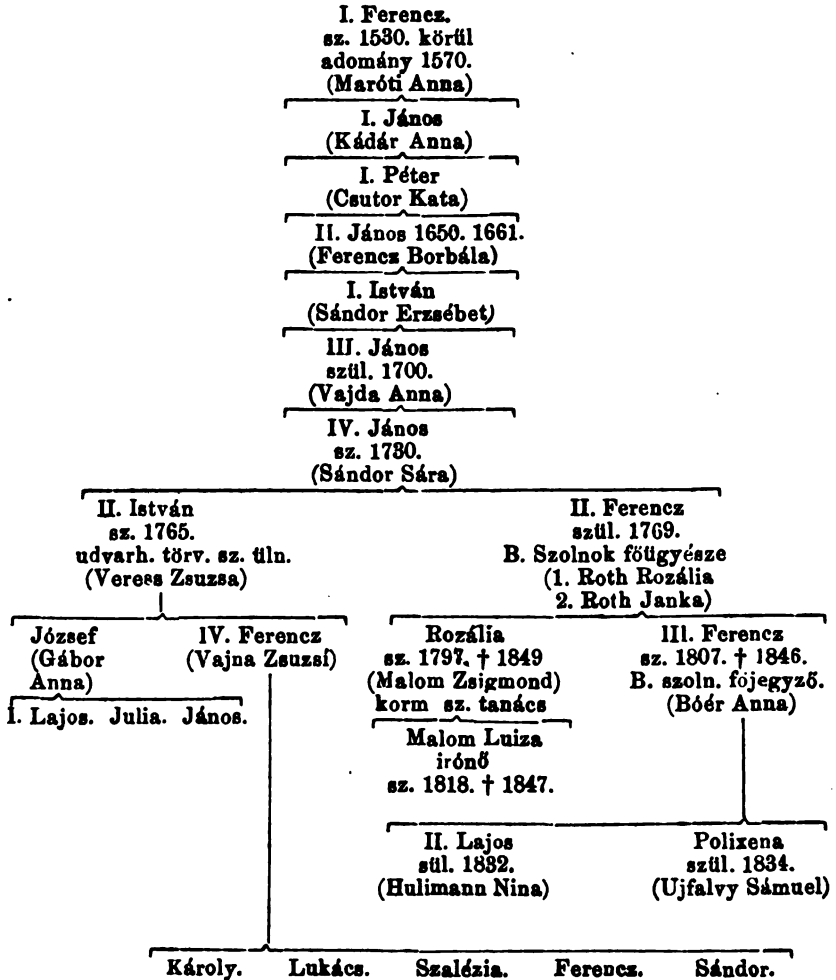 I. Ferencz.
sz. 1530. körül
adomány 1570.
(Maróti Anna)
I. János
(Kádár Anna)
I. Péter
(Csutor Kata)
II. János 1650. 1661.
(Ferencz Borbála)
I. István
(Sándor Erzsébet)
III. János
szül. 1700.
(Vajda Anna)
IV. János
sz. 1730.
(Sándor Sára)
II. István
sz. 1765.
udvarh. törv. sz. üln.
(Veress Zsuzsa)
II. Ferencz
szül. 1769.
B. Szolnok főügyésze
(1. Roth Rozália
2. Roth Janka)
József
(Gábor
Anna)
IV. Ferencz
(Vajna Zsuzsí)
Rozália
sz. 1797. † 1849
(Malom Zsigmond)
korm sz. tanács
III. Ferencz
sz. 1807. † 1846.
B. szoln. főjegyző.
(Bóér Anna)
I. Lajos. Julia. János.
Malom Luiza
irónő
sz. 1818. † 1847.
II. Lajos
sül. 1832.
(Hulimann Nina)
Polixena
szül. 1834.
(Ujfalvy Sámuel)
Károly. Lukács. Szalézia. Ferencz. Sándor.